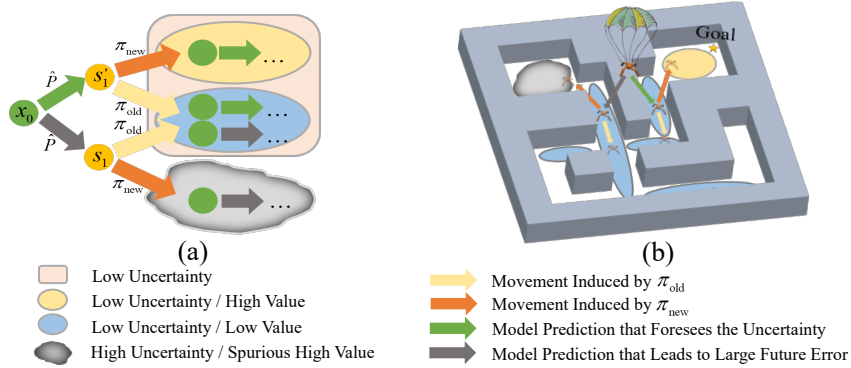 π_new
P̂
s'_1
...
π_old
x_0
π_old
P̂
s_1
...
π_new
...
(a)
Low Uncertainty
Low Uncertainty / High Value
Low Uncertainty / Low Value
High Uncertainty / Spurious High Value
Goal
(b)
Movement Induced by π_old
Movement Induced by π_new
Model Prediction that Foresees the Uncertainty
Model Prediction that Leads to Large Future Error